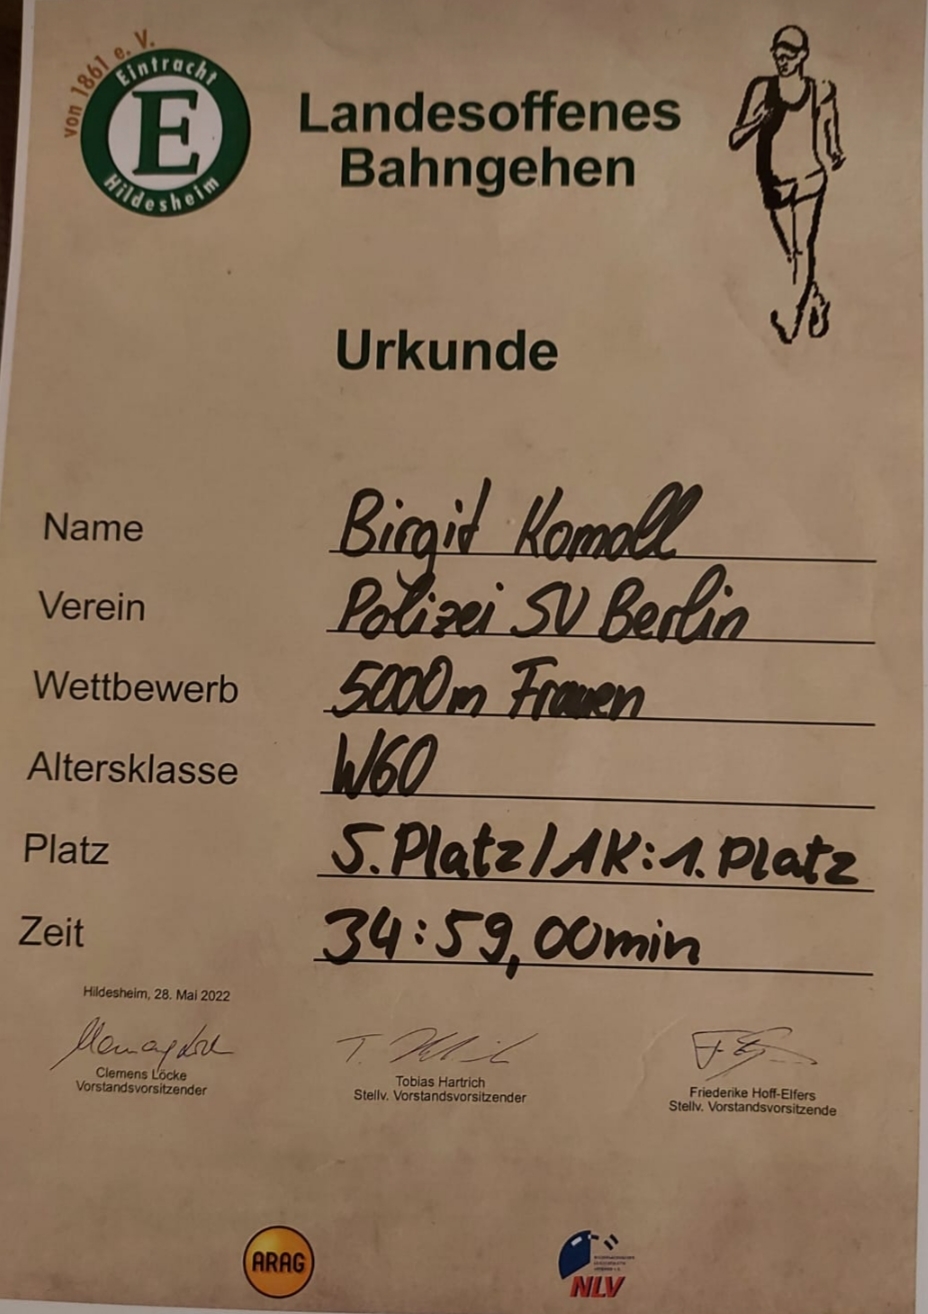 von 1861 e. V.
Eintracht
E
Hildesheim
Landesoffenes
Bahngehen
Urkunde
Name Birgit Komoll
Verein Polizei SV Berlin
Wettbewerb 5000m Frauen
Altersklasse W60
Platz 5. Platz / AK: 1. Platz
Zeit 34:59,00min
Hildesheim, 28. Mai 2022
Clemens Löcke
Vorstandsvorsitzender
T.
Tobias Hartrich
Stellv. Vorstandsvorsitzender
Friederike Hoff-Elfers
Stellv. Vorstandsvorsitzende
ARAG
NLV